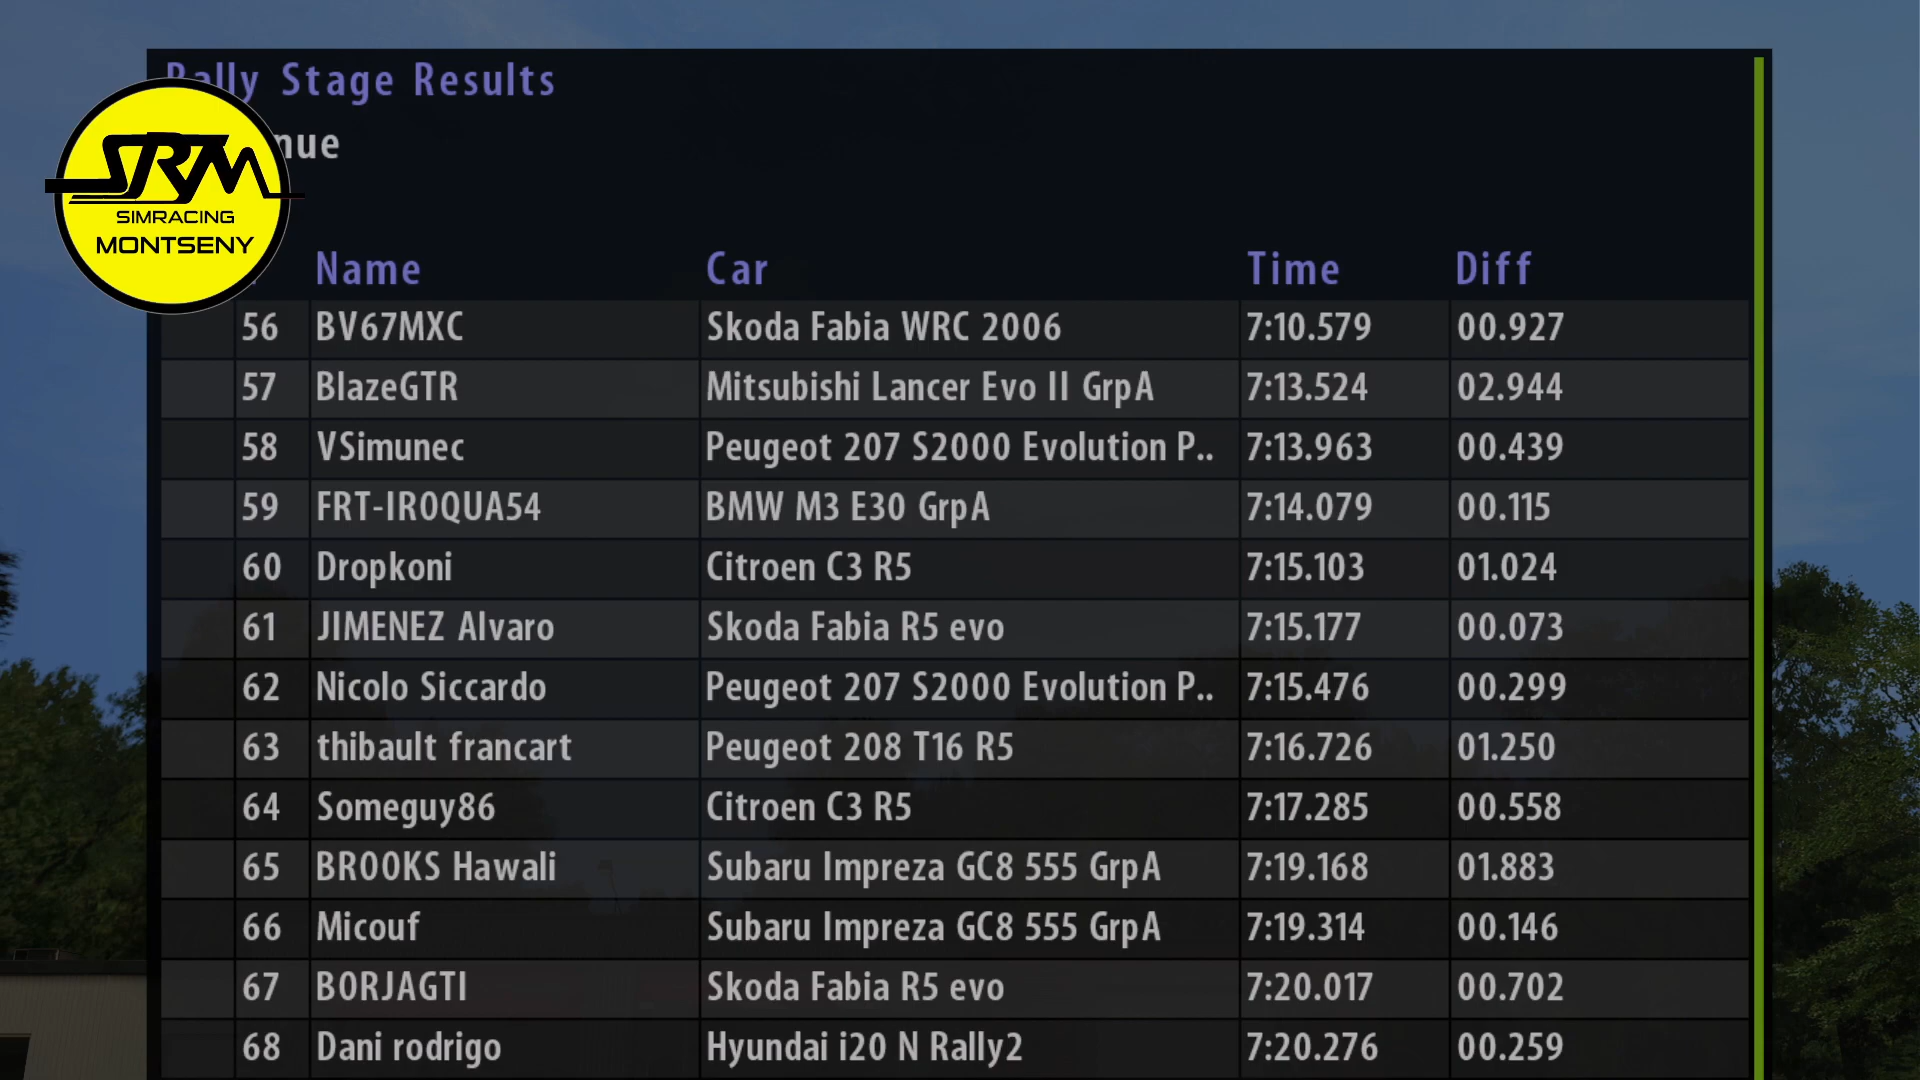 Rally Stage Results
SRM
SIMRACING
MONTSENY
Name Car Time Diff
56 BV67MXC Skoda Fabia WRC 2006 7:10.579 00.927
57 BlazeGTR Mitsubishi Lancer Evo II GrpA 7:13.524 02.944
58 VSimunec Peugeot 207 S2000 Evolution P.. 7:13.963 00.439
59 FRT-IROQUA54 BMW M3 E30 GrpA 7:14.079 00.115
60 Dropkoni Citroen C3 R5 7:15.103 01.024
61 JIMENEZ Alvaro Skoda Fabia R5 evo 7:15.177 00.073
62 Nicolo Siccardo Peugeot 207 S2000 Evolution P.. 7:15.476 00.299
63 thibault francart Peugeot 208 T16 R5 7:16.726 01.250
64 Someguy86 Citroen C3 R5 7:17.285 00.558
65 BROOKS Hawali Subaru Impreza GC8 555 GrpA 7:19.168 01.883
66 Micouf Subaru Impreza GC8 555 GrpA 7:19.314 00.146
67 BORJAGTI Skoda Fabia R5 evo 7:20.017 00.702
68 Dani rodrigo Hyundai i20 N Rally2 7:20.276 00.259